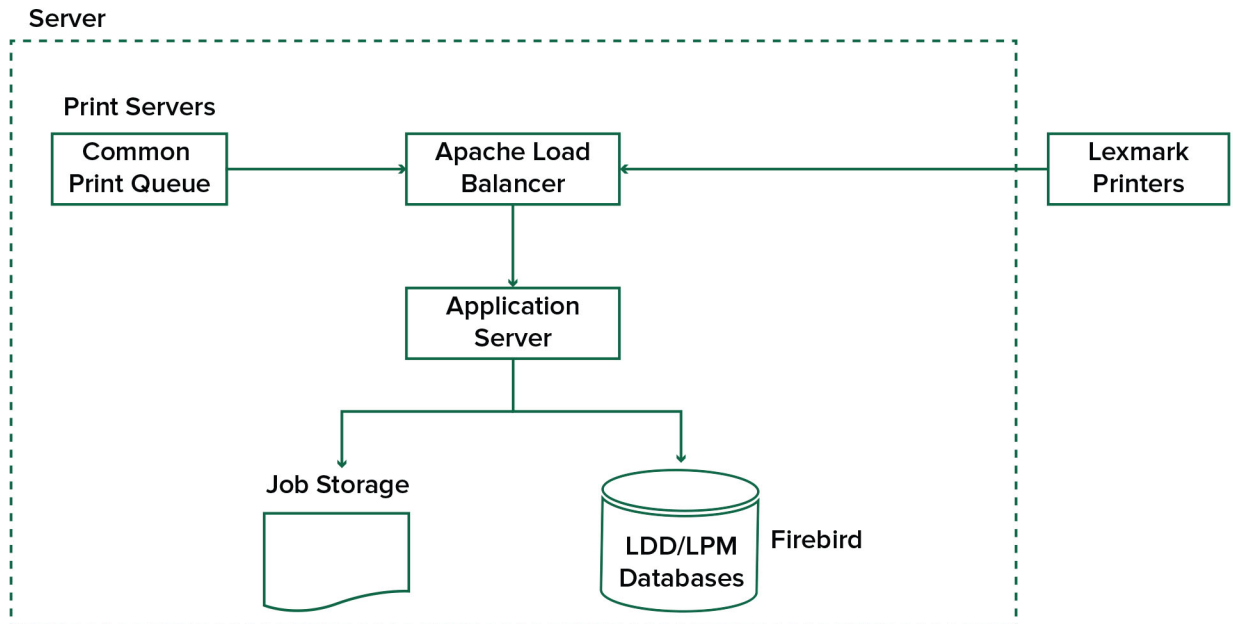 Server
Print Servers
Common
Print Queue
Apache Load
Balancer
Lexmark
Printers
Application
Server
Job Storage
LDD/LPM
Databases
Firebird